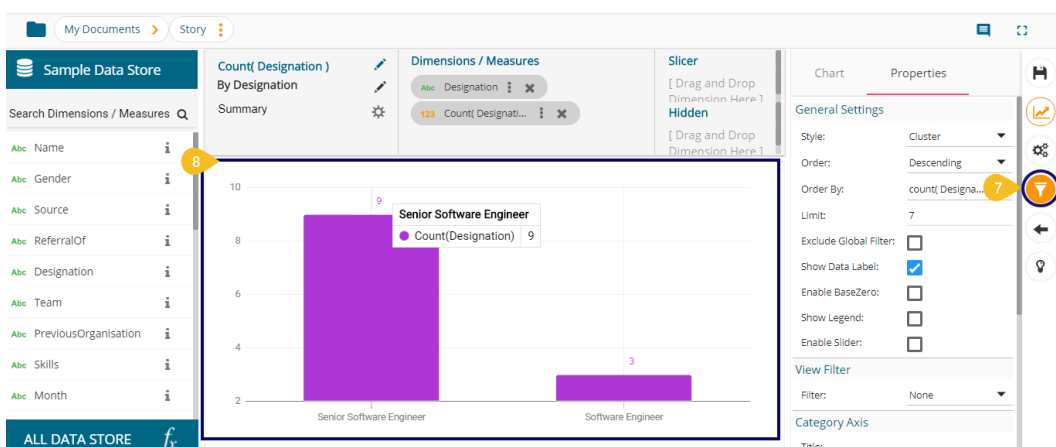 My Documents > Story
Sample Data Store
Search Dimensions / Measures
Abc Name i
Abc Gender i
Abc Source i
Abc ReferralOf i
Abc Designation i
Abc Team i
Abc PreviousOrganisation i
Abc Skills i
Abc Month i
ALL DATA STORE fx
Count( Designation )
By Designation
Summary
Dimensions / Measures
Abc Designation
123 Count( Designati...
Slicer
[ Drag and Drop
Dimension Here ]
Hidden
[ Drag and Drop
Dimension Here ]
8
10
8
6
4
2
9
Senior Software Engineer
Count(Designation) 9
3
Senior Software Engineer
Software Engineer
Chart Properties
General Settings
Style: Cluster
Order: Descending
Order By: count( Designa...
7
Limit: 7
Exclude Global Filter:
Show Data Label:
Enable BaseZero:
Show Legend:
Enable Slider:
View Filter
Filter: None
Category Axis
Title: